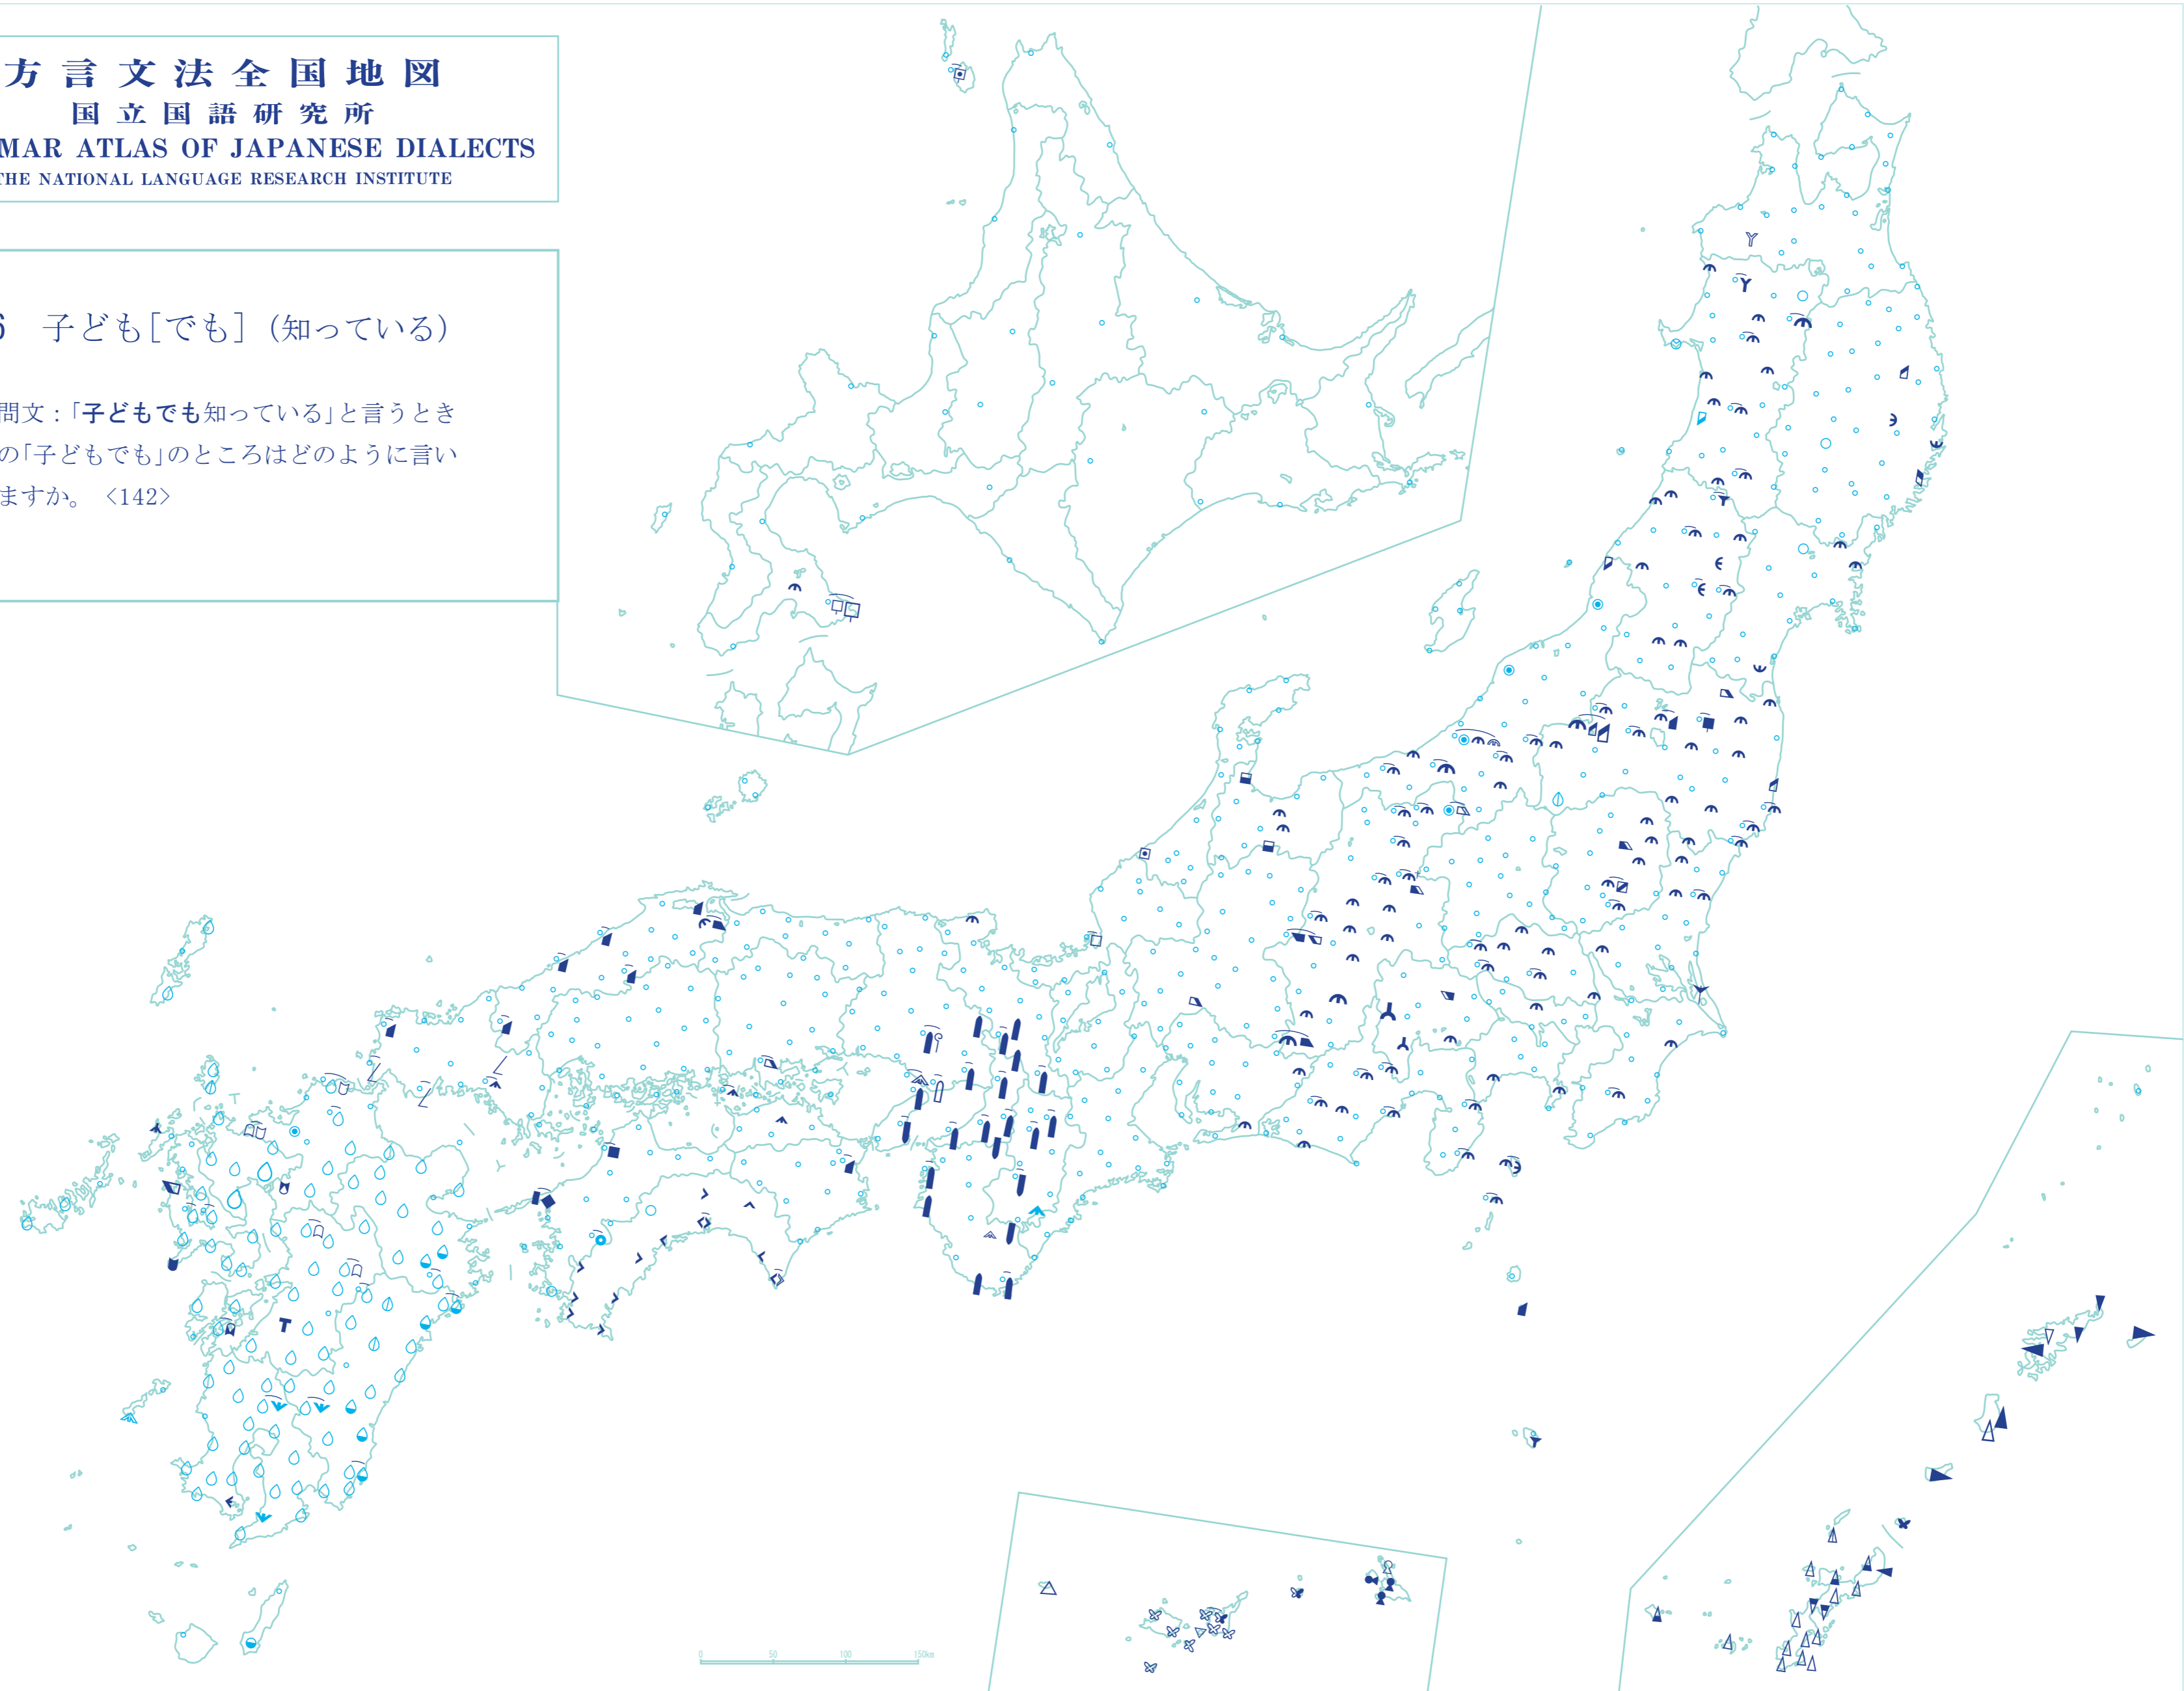 方言文法全国地図
国立国語研究所
MAR ATLAS OF JAPANESE DIALECTS
THE NATIONAL LANGUAGE RESEARCH INSTITUTE
6 子ども[でも](知っている)
問文:「子どもでも知っている」と言うとき
の「子どもでも」のところはどのように言い
ますか。 <142>
0 50 100 150km